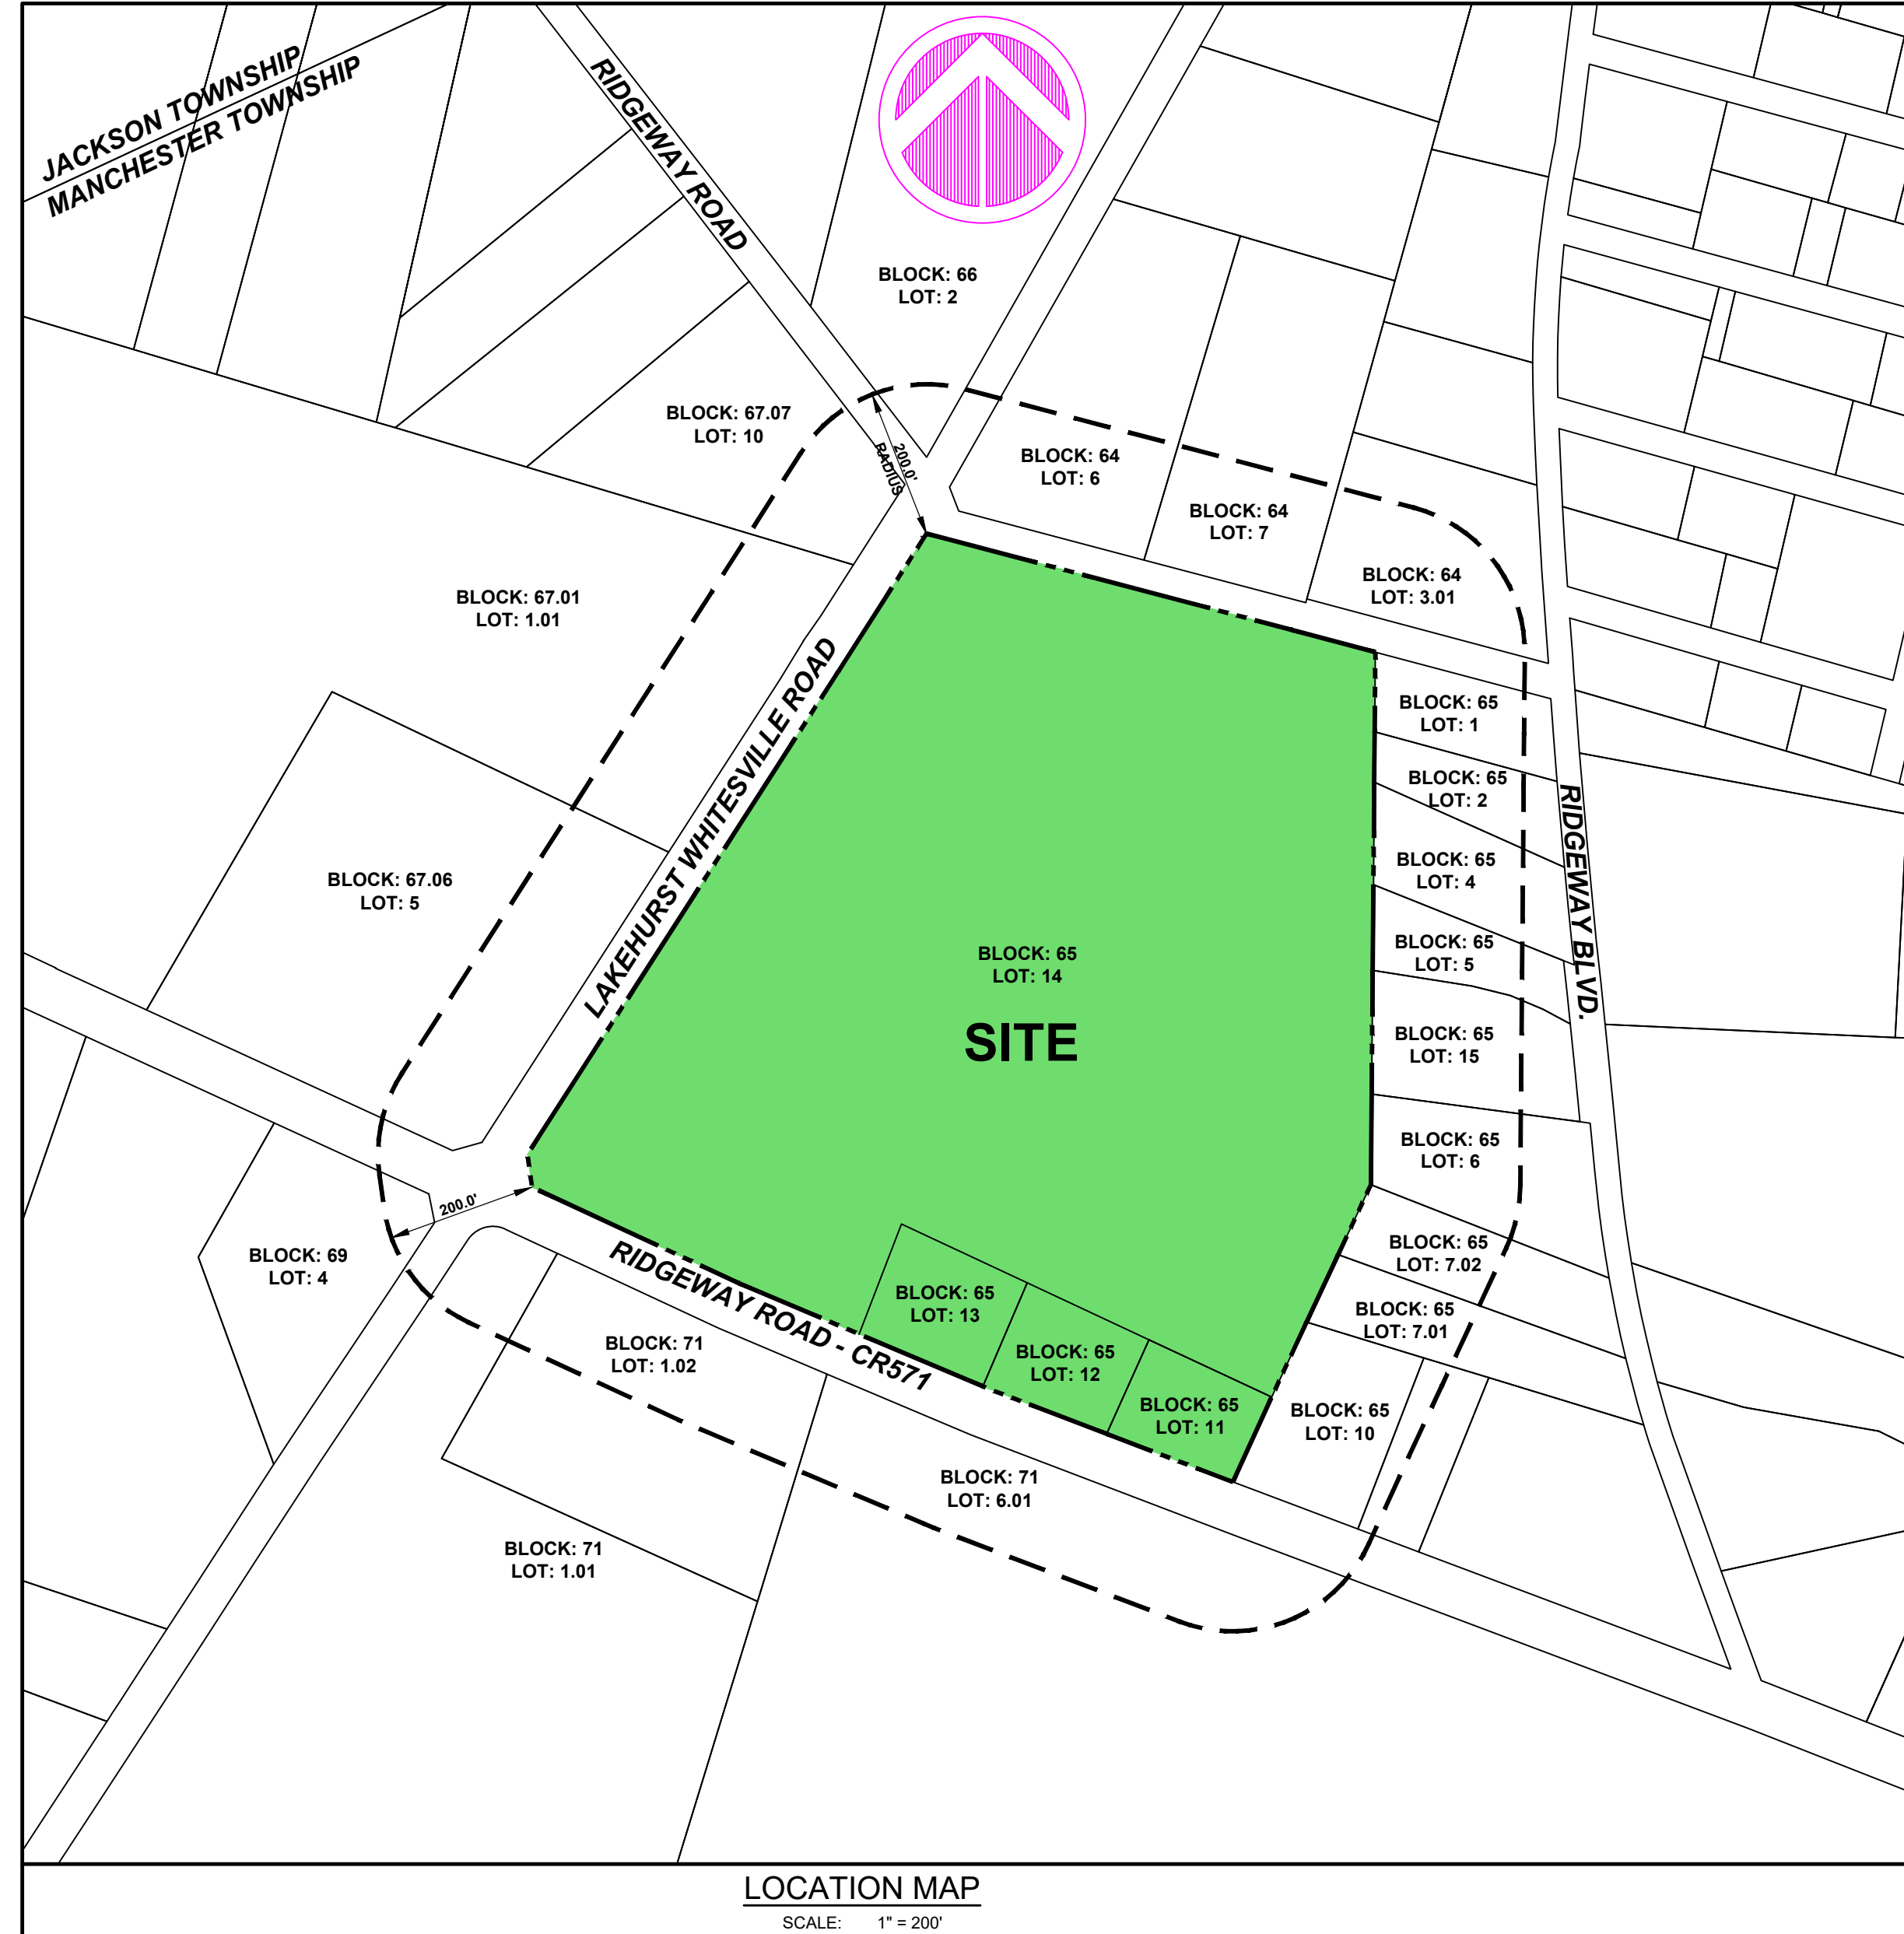 JACKSON TOWNSHIP
MANCHESTER TOWNSHIP
RIDGEWAY ROAD
BLOCK: 66
LOT: 2
BLOCK: 67.07
LOT: 10
200.0'
RADIUS
BLOCK: 64
LOT: 6
BLOCK: 64
LOT: 7
BLOCK: 64
LOT: 3.01
BLOCK: 67.01
LOT: 1.01
LAKEHURST WHITESVILLE ROAD
BLOCK: 65
LOT: 1
BLOCK: 65
LOT: 2
RIDGEWAY BLVD.
BLOCK: 65
LOT: 4
BLOCK: 67.06
LOT: 5
BLOCK: 65
LOT: 5
BLOCK: 65
LOT: 14
SITE
BLOCK: 65
LOT: 15
BLOCK: 65
LOT: 6
200.0'
BLOCK: 69
LOT: 4
RIDGEWAY ROAD - CR571
BLOCK: 65
LOT: 7.02
BLOCK: 65
LOT: 13
BLOCK: 65
LOT: 7.01
BLOCK: 71
LOT: 1.02
BLOCK: 65
LOT: 12
BLOCK: 65
LOT: 11
BLOCK: 65
LOT: 10
BLOCK: 71
LOT: 6.01
BLOCK: 71
LOT: 1.01
LOCATION MAP
SCALE: 1" = 200'